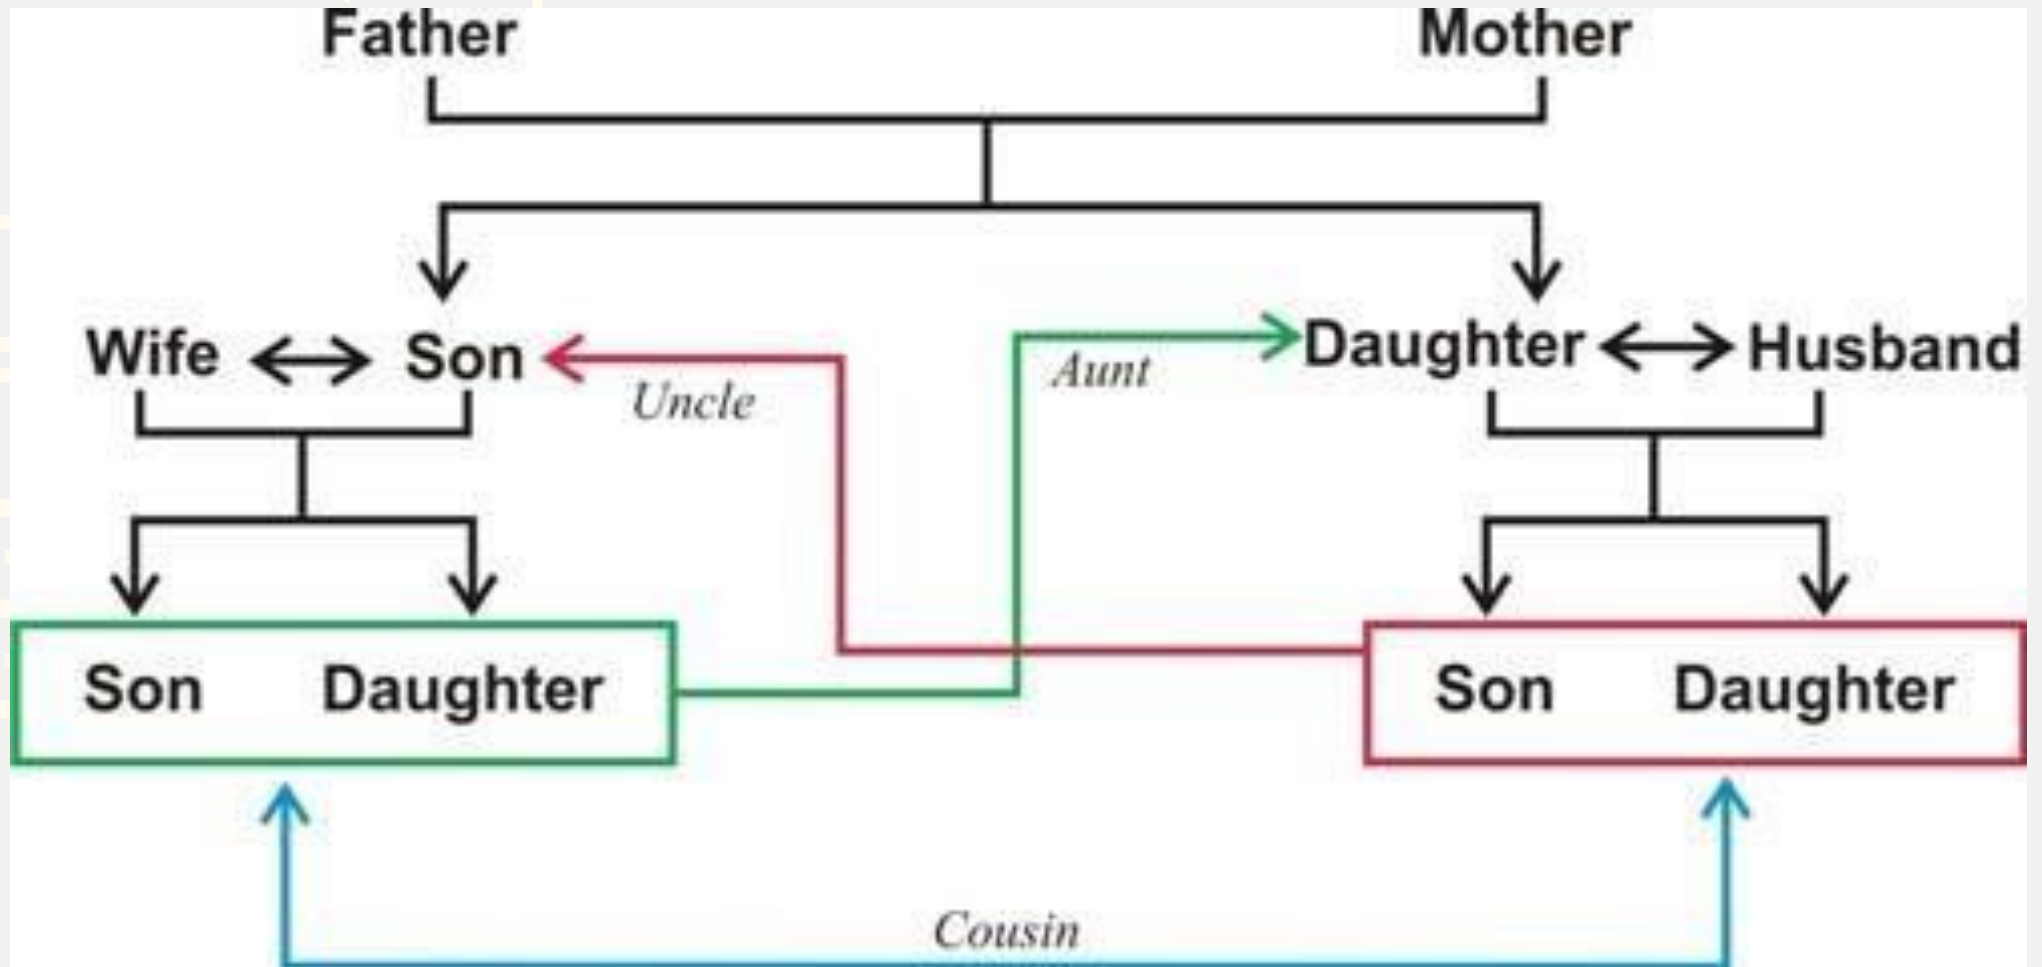 Father Mother
Wife Son Daughter Husband
Uncle Aunt
Son Daughter Son Daughter
Cousin